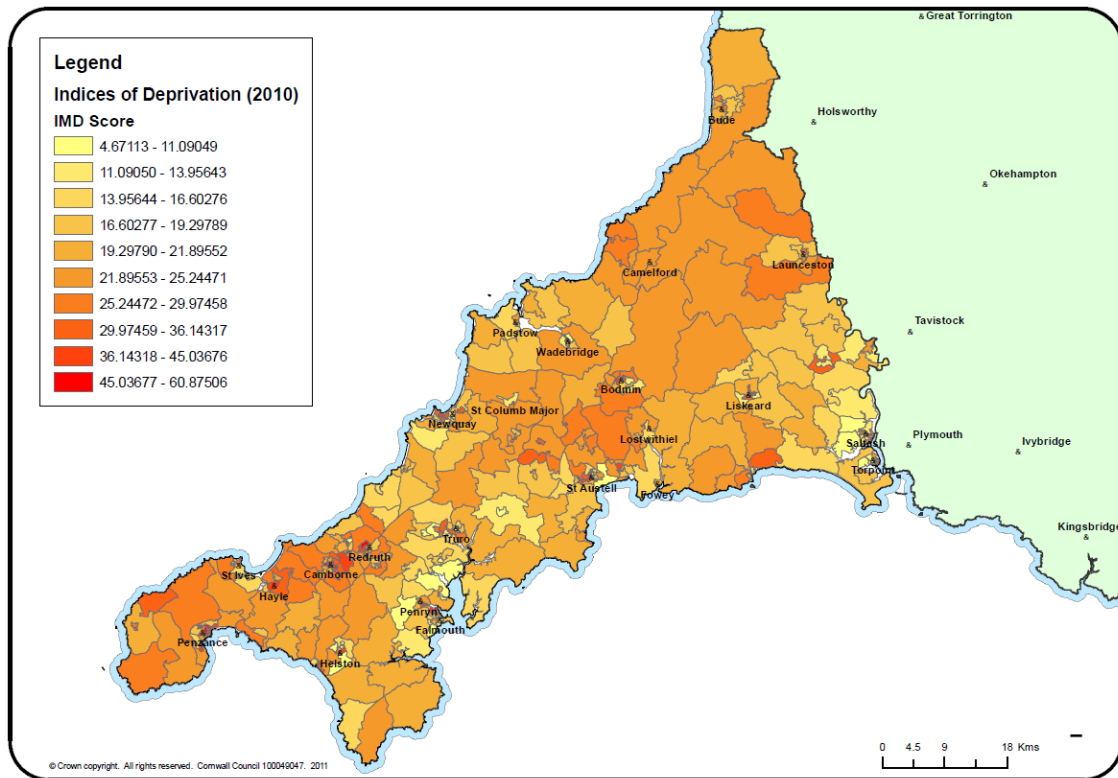 Legend
Indices of Deprivation (2010)
IMD Score
4.67113 - 11.09049
11.09050 - 13.95643
13.95644 - 16.60276
16.60277 - 19.29789
19.29790 - 21.89552
21.89553 - 25.24471
25.24472 - 29.97458
29.97459 - 36.14317
36.14318 - 45.03676
45.03677 - 60.87506
Great Torrington
Holsworthy
Bude
Okehampton
Launceston
Camelford
Tavistock
Padstow
Wadebridge
Bodmin
Liskeard
St Columb Major
Newquay
Lostwithiel
Saltash
Plymouth
Ivybridge
Torpoint
St Austell
Fowey
Kingsbridge
Truro
Redruth
Camborne
St Ives
Hayle
Penryn
Falmouth
Penzance
Helston
0 4.5 9 18 Kms
© Crown copyright. All rights reserved. Cornwall Council 100049047. 2011